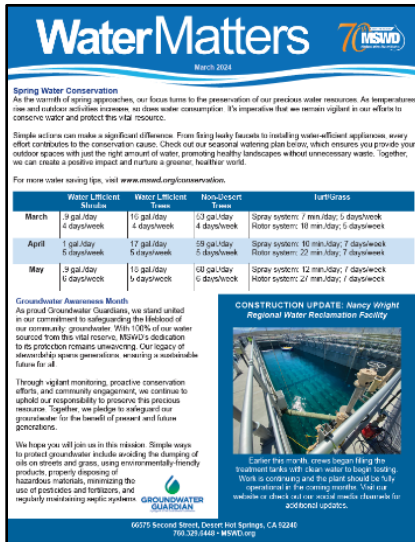 WaterMatters
70 MSWD
March 2024
Spring Water Conservation
As the warmth of spring approaches, our focus turns to the preservation of our precious water resources. As temperatures
rise and outdoor activities increase, so does water consumption. It's imperative that we remain vigilant in our efforts to
conserve water and protect this vital resource.
Simple actions can make a significant difference. From fixing leaky faucets to installing water-efficient appliances, every
effort contributes to the conservation cause. Check out our seasonal watering plan below, which ensures you provide your
outdoor spaces with just the right amount of water, promoting healthy landscapes without unnecessary waste. Together,
we can create a positive impact and nurture a greener, healthier world.
For more water saving tips, visit www.mswd.org/conservation.
Water Efficient Shrubs Water Efficient Trees Non-Desert Trees Turf/Grass
March .9 gal./day 16 gal./day 53 gal./day Spray system: 7 min./day; 5 days/week
4 days/week 4 days/week 4 days/week Rotor system: 18 min./day; 5 days/week
April 1 gal./day 17 gal./day 59 gal./day Spray system: 10 min./day; 7 days/week
5 days/week 5 days/week 5 days/week Rotor system: 22 min./day; 7 days/week
May .9 gal./day 18 gal./day 60 gal./day Spray system: 12 min./day; 7 days/week
6 days/week 5 days/week 6 days/week Rotor system: 27 min./day; 7 days/week
Groundwater Awareness Month
As proud Groundwater Guardians, we stand united
in our commitment to safeguarding the lifeblood of
our community: groundwater. With 100% of our water
sourced from this vital reserve, MSWD's dedication
to its protection remains unwavering. Our legacy of
stewardship spans generations, ensuring a sustainable
future for all.
Through vigilant monitoring, proactive conservation
efforts, and community engagement, we continue to
uphold our responsibility to preserve this precious
resource. Together, we pledge to safeguard our
groundwater for the benefit of present and future
generations.
We hope you will join us in this mission. Simple ways
to protect groundwater include avoiding the dumping of
oils on streets and grass, using environmentally-friendly
products, properly disposing of
hazardous materials, minimizing the
use of pesticides and fertilizers, and
regularly maintaining septic systems.
GROUNDWATER
GUARDIAN
CONSTRUCTION UPDATE: Nancy Wright
Regional Water Reclamation Facility
Earlier this month, crews began filling the
treatment tanks with clean water to begin testing.
Work is continuing and the plant should be fully
operational in the coming months. Visit our
website or check out our social media channels for
additional updates.
66575 Second Street, Desert Hot Springs, CA 92240
760.329.6448 • MSWD.org